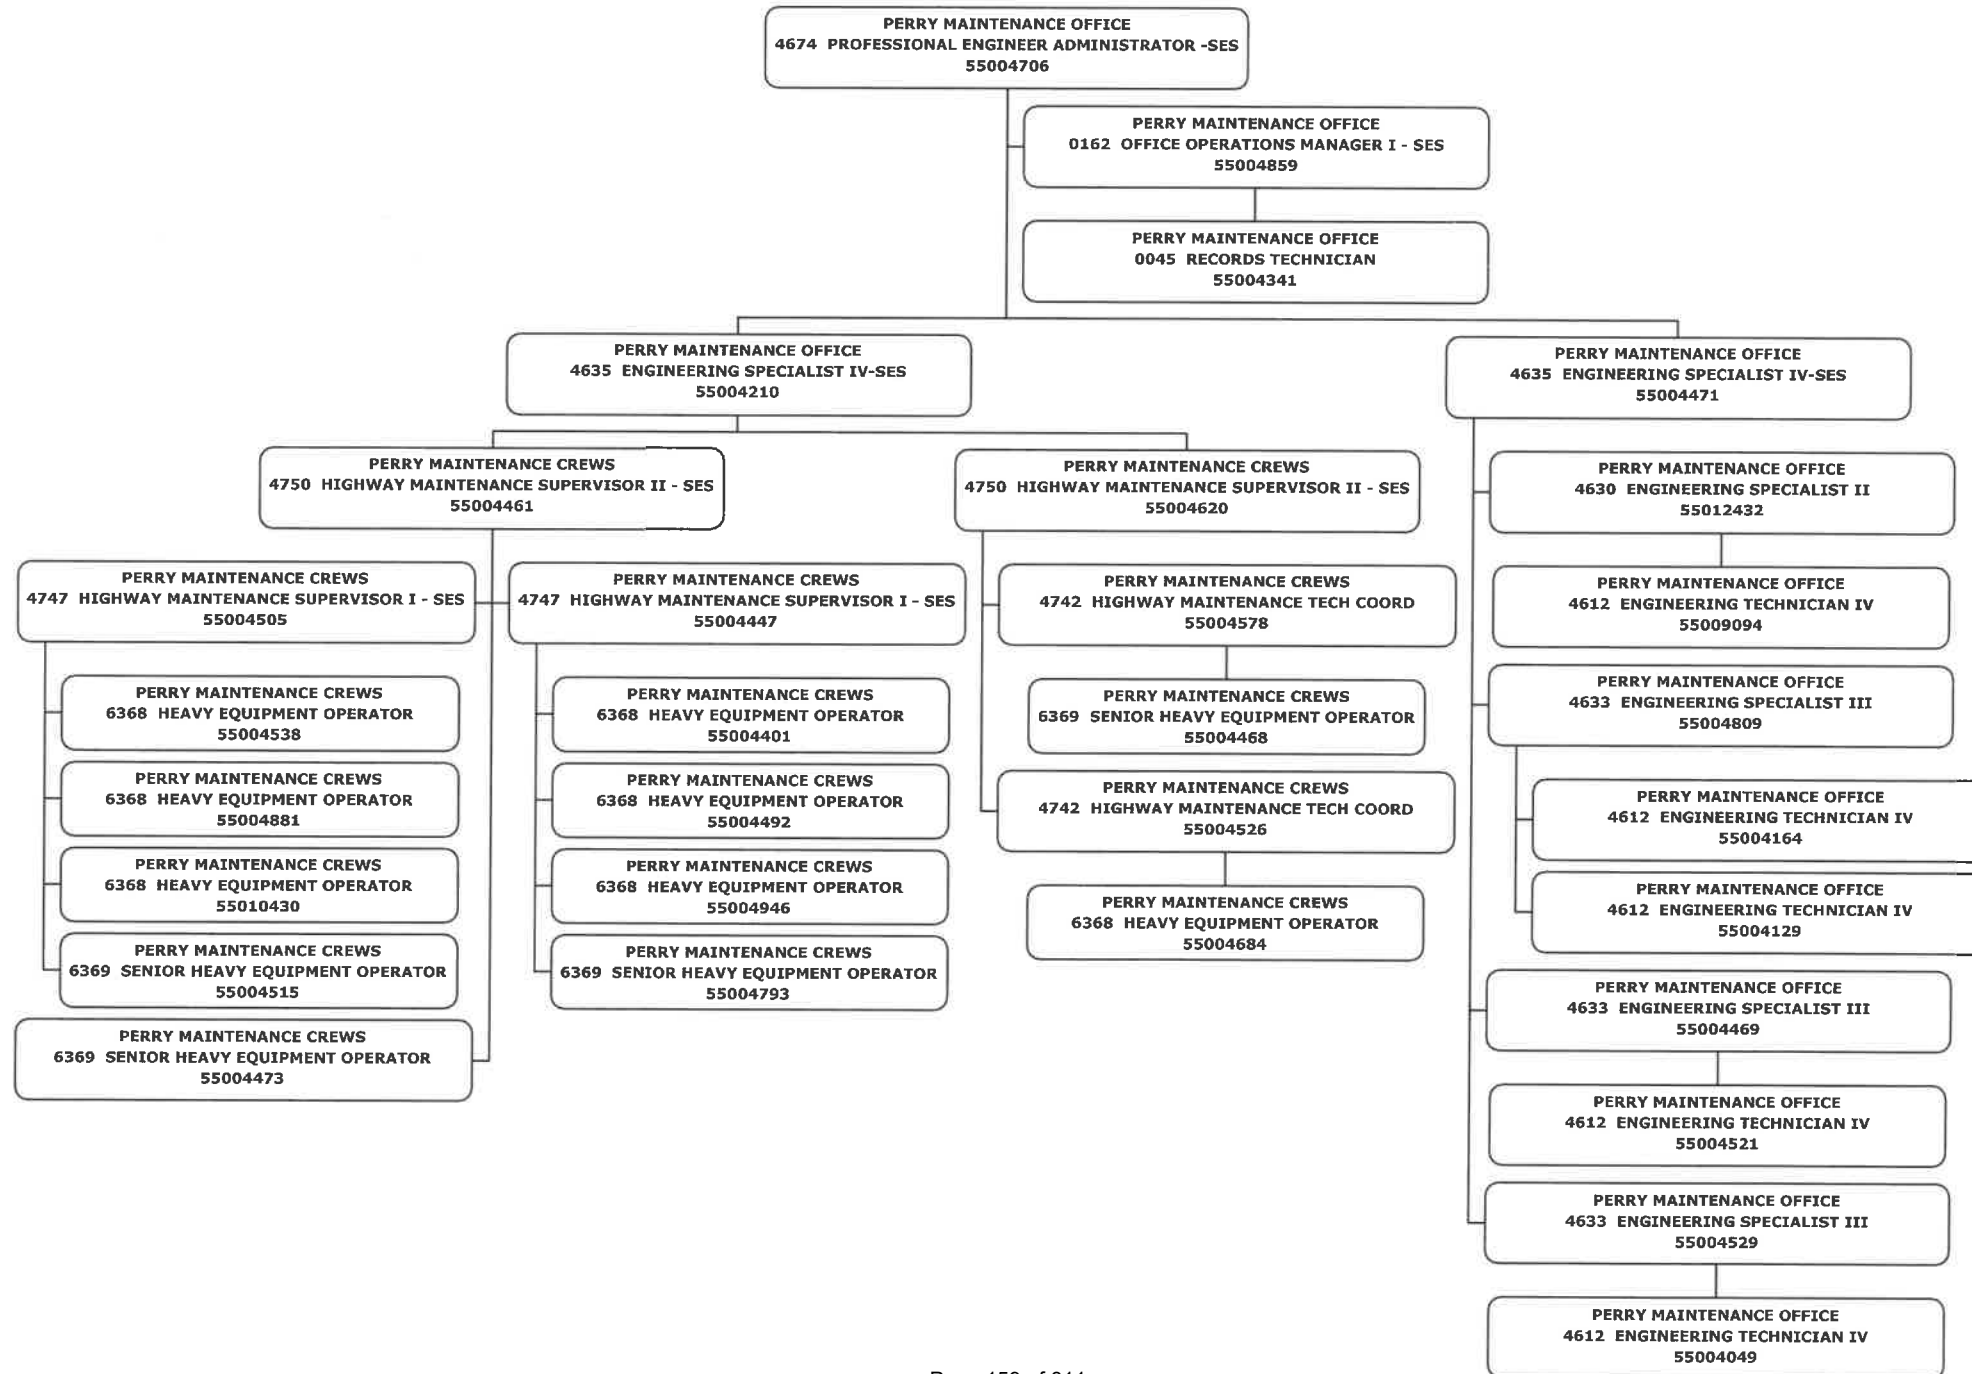 PERRY MAINTENANCE OFFICE
4674 PROFESSIONAL ENGINEER ADMINISTRATOR -SES
55004706
PERRY MAINTENANCE OFFICE
0162 OFFICE OPERATIONS MANAGER I - SES
55004859
PERRY MAINTENANCE OFFICE
0045 RECORDS TECHNICIAN
55004341
PERRY MAINTENANCE OFFICE
4635 ENGINEERING SPECIALIST IV-SES
55004210
PERRY MAINTENANCE CREWS
4750 HIGHWAY MAINTENANCE SUPERVISOR II - SES
55004461
PERRY MAINTENANCE CREWS
4747 HIGHWAY MAINTENANCE SUPERVISOR I - SES
55004505
PERRY MAINTENANCE CREWS
6368 HEAVY EQUIPMENT OPERATOR
55004538
PERRY MAINTENANCE CREWS
6368 HEAVY EQUIPMENT OPERATOR
55004881
PERRY MAINTENANCE CREWS
6368 HEAVY EQUIPMENT OPERATOR
55010430
PERRY MAINTENANCE CREWS
6369 SENIOR HEAVY EQUIPMENT OPERATOR
55004515
PERRY MAINTENANCE CREWS
6369 SENIOR HEAVY EQUIPMENT OPERATOR
55004473
PERRY MAINTENANCE CREWS
4747 HIGHWAY MAINTENANCE SUPERVISOR I - SES
55004447
PERRY MAINTENANCE CREWS
6368 HEAVY EQUIPMENT OPERATOR
55004401
PERRY MAINTENANCE CREWS
6368 HEAVY EQUIPMENT OPERATOR
55004492
PERRY MAINTENANCE CREWS
6368 HEAVY EQUIPMENT OPERATOR
55004946
PERRY MAINTENANCE CREWS
6369 SENIOR HEAVY EQUIPMENT OPERATOR
55004793
PERRY MAINTENANCE CREWS
4750 HIGHWAY MAINTENANCE SUPERVISOR II - SES
55004620
PERRY MAINTENANCE CREWS
4742 HIGHWAY MAINTENANCE TECH COORD
55004578
PERRY MAINTENANCE CREWS
6369 SENIOR HEAVY EQUIPMENT OPERATOR
55004468
PERRY MAINTENANCE CREWS
4742 HIGHWAY MAINTENANCE TECH COORD
55004526
PERRY MAINTENANCE CREWS
6368 HEAVY EQUIPMENT OPERATOR
55004684
PERRY MAINTENANCE OFFICE
4635 ENGINEERING SPECIALIST IV-SES
55004471
PERRY MAINTENANCE OFFICE
4630 ENGINEERING SPECIALIST II
55012432
PERRY MAINTENANCE OFFICE
4612 ENGINEERING TECHNICIAN IV
55009094
PERRY MAINTENANCE OFFICE
4633 ENGINEERING SPECIALIST III
55004809
PERRY MAINTENANCE OFFICE
4612 ENGINEERING TECHNICIAN IV
55004164
PERRY MAINTENANCE OFFICE
4612 ENGINEERING TECHNICIAN IV
55004129
PERRY MAINTENANCE OFFICE
4633 ENGINEERING SPECIALIST III
55004469
PERRY MAINTENANCE OFFICE
4612 ENGINEERING TECHNICIAN IV
55004521
PERRY MAINTENANCE OFFICE
4633 ENGINEERING SPECIALIST III
55004529
PERRY MAINTENANCE OFFICE
4612 ENGINEERING TECHNICIAN IV
55004049